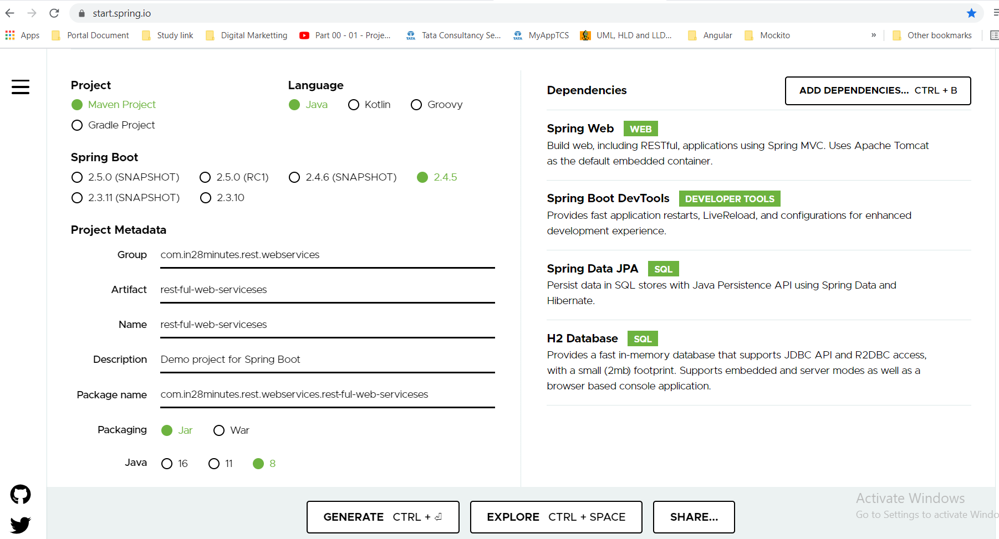 start.spring.io
Apps Portal Document Study link Digital Marketting Part 00 - 01 - Proje... Tata Consultancy Se... MyAppTCS UML, HLD and LLD... Angular Mockito » Other bookmarks
Project
Maven Project
Gradle Project
Language
Java Kotlin Groovy
Spring Boot
2.5.0 (SNAPSHOT) 2.5.0 (RC1) 2.4.6 (SNAPSHOT) 2.4.5
2.3.11 (SNAPSHOT) 2.3.10
Project Metadata
Group com.in28minutes.rest.webservices
Artifact rest-ful-web-serviceses
Name rest-ful-web-serviceses
Description Demo project for Spring Boot
Package name com.in28minutes.rest.webservices.rest-ful-web-serviceses
Packaging Jar War
Java 16 11 8
Dependencies ADD DEPENDENCIES... CTRL + B
Spring Web WEB
Build web, including RESTful, applications using Spring MVC. Uses Apache Tomcat
as the default embedded container.
Spring Boot DevTools DEVELOPER TOOLS
Provides fast application restarts, LiveReload, and configurations for enhanced
development experience.
Spring Data JPA SQL
Persist data in SQL stores with Java Persistence API using Spring Data and
Hibernate.
H2 Database SQL
Provides a fast in-memory database that supports JDBC API and R2DBC access,
with a small (2mb) footprint. Supports embedded and server modes as well as a
browser based console application.
GENERATE CTRL + ⏎ EXPLORE CTRL + SPACE SHARE...
Activate Windows
Go to Settings to activate Windo